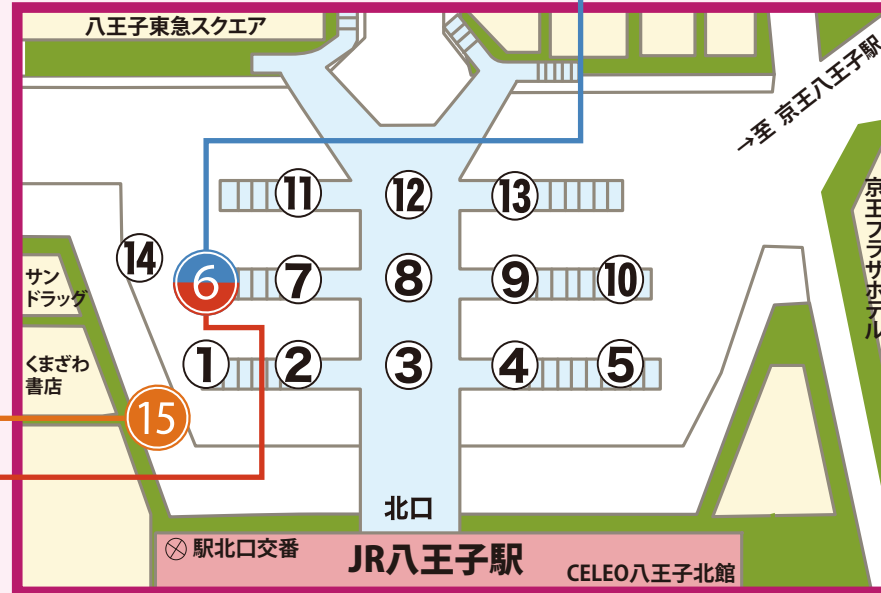 八王子東急スクエア
→至 京王八王子駅
京王プラザホテル
⑪
⑫
⑬
⑭
サン
ドラッグ
6
⑦
⑧
⑨
⑩
くまざわ
書店
①
②
③
④
⑤
15
北口
駅北口交番
JR八王子駅
CELEO八王子北館